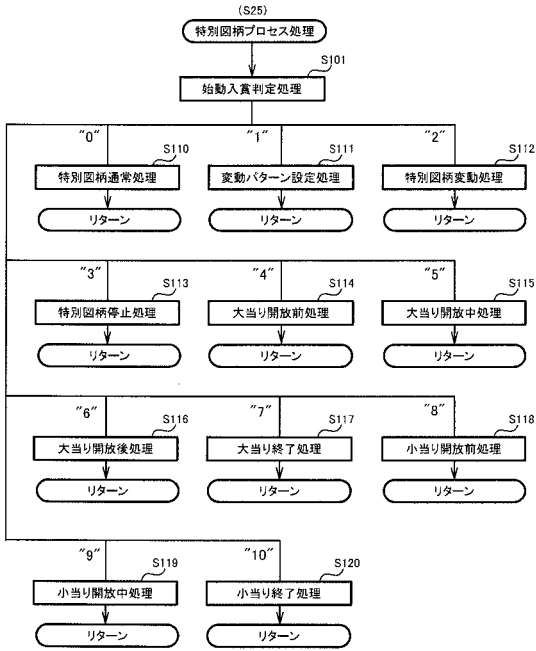 (S25)
特別図柄プロセス処理
S101
始動入賞判定処理
"0"
"1"
"2"
S110
S111
S112
特別図柄通常処理
変動パターン設定処理
特別図柄変動処理
リターン
リターン
リターン
"3"
"4"
"5"
S113
S114
S115
特別図柄停止処理
大当り開放前処理
大当り開放中処理
リターン
リターン
リターン
"6"
"7"
"8"
S116
S117
S118
大当り開放後処理
大当り終了処理
小当り開放前処理
リターン
リターン
リターン
"9"
"10"
S119
S120
小当り開放中処理
小当り終了処理
リターン
リターン